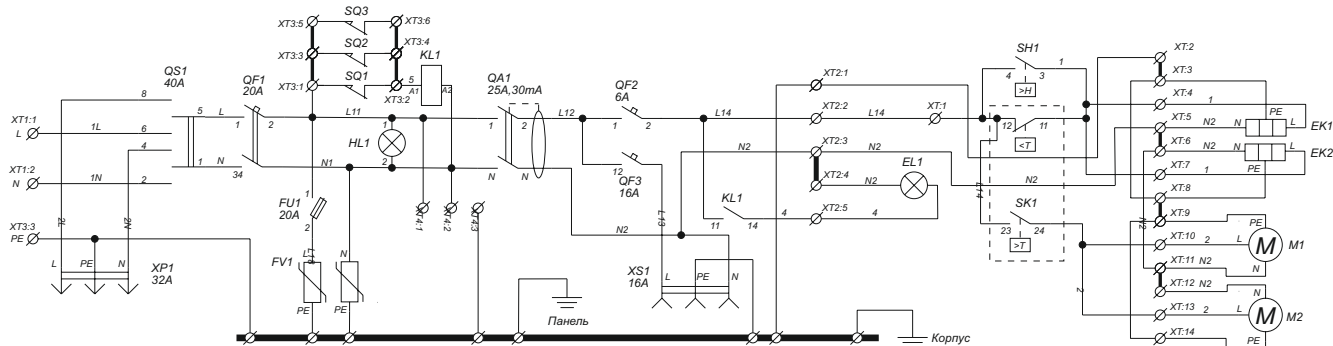 XT3:5
SQ3
XT3:6
XT3:3
SQ2
XT3:4
KL1
XT3:1
SQ1
XT3:2
5
A1
A2
QS1
40A
QF1
20A
QA1
25A,30mA
QF2
6A
XT2:1
SH1
4
3
1
>H
XT:2
XT:3
XT:4
1
8
5
L
1
2
L11
1
2
L12
1
2
L14
XT2:2
L14
XT:1
12
11
<T
XT:5
N2
N
PE
L
EK1
XT1:1
L
1L
6
4
HL1
1
2
N2
XT2:3
N2
EL1
N2
XT:6
N2
N
L
EK2
PE
XT:7
1
XT1:2
N
1N
2
1
N
34
N1
N
N
12
QF3
16A
XT2:4
N2
L14
XT:8
XT3:3
PE
2L
2N
FU1
20A
1
2
XT4:1
XT4:2
XT4:3
N2
L13
KL1
11
14
4
XT2:5
4
SK1
23
24
>T
N2
XT:9
PE
XT:10
2
L
M
M1
XT:11
N2
N
L
PE
N
XP1
32A
FV1
L
L18
N
PE
PE
XS1
16A
L
PE
N
2
XT:12
N2
N
XT:13
2
L
M
M2
XT:14
PE
Панель
Корпус